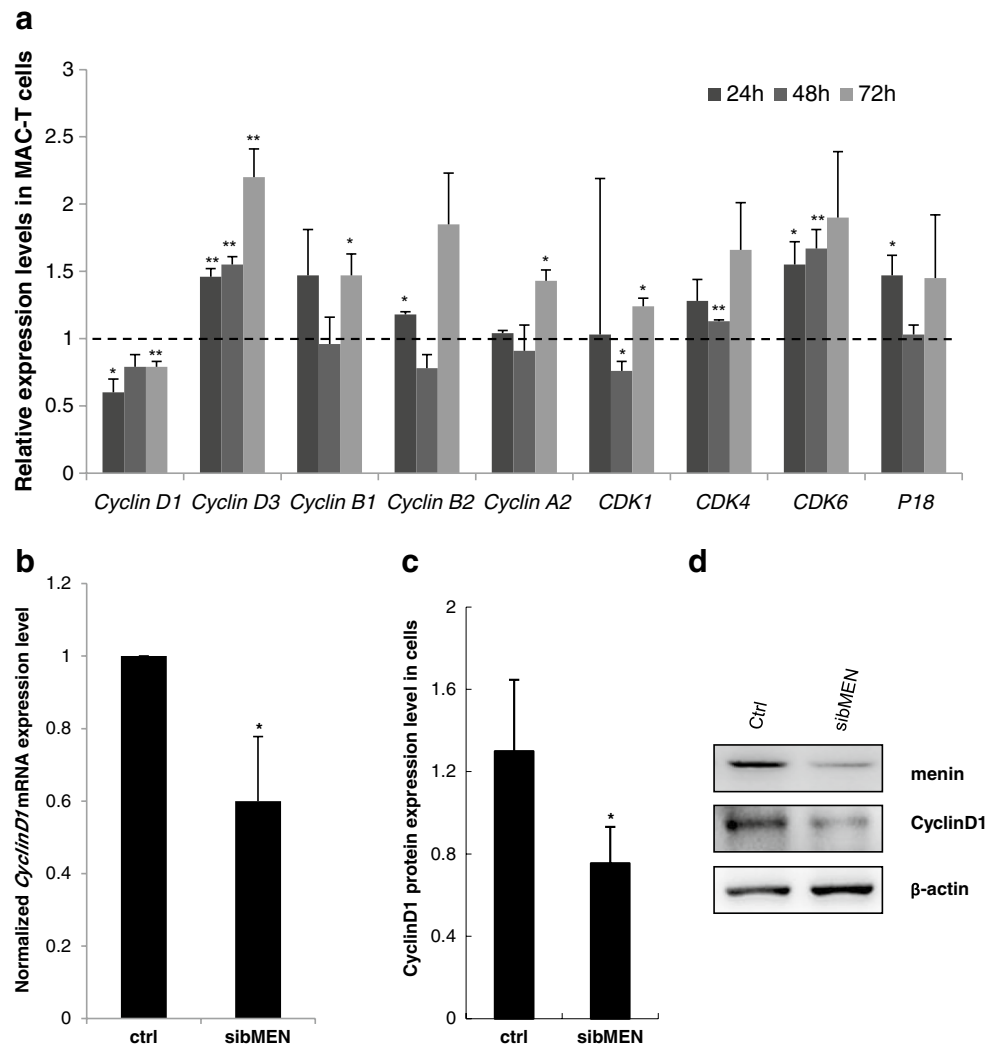 a
Relative expression levels in MAC-T cells
3
2.5
2
1.5
1
0.5
0
24h 48h 72h
* ** ** ** ** * * * * * ** * ** *
Cyclin D1 Cyclin D3 Cyclin B1 Cyclin B2 Cyclin A2 CDK1 CDK4 CDK6 P18
b
Normalized CyclinD1 mRNA expression level
1.2
1
0.8
0.6
0.4
0.2
0
*
ctrl sibMEN
c
CyclinD1 protein expression level in cells
2
1.6
1.2
0.8
0.4
0
*
ctrl sibMEN
d
Ctrl sibMEN
menin
CyclinD1
β-actin